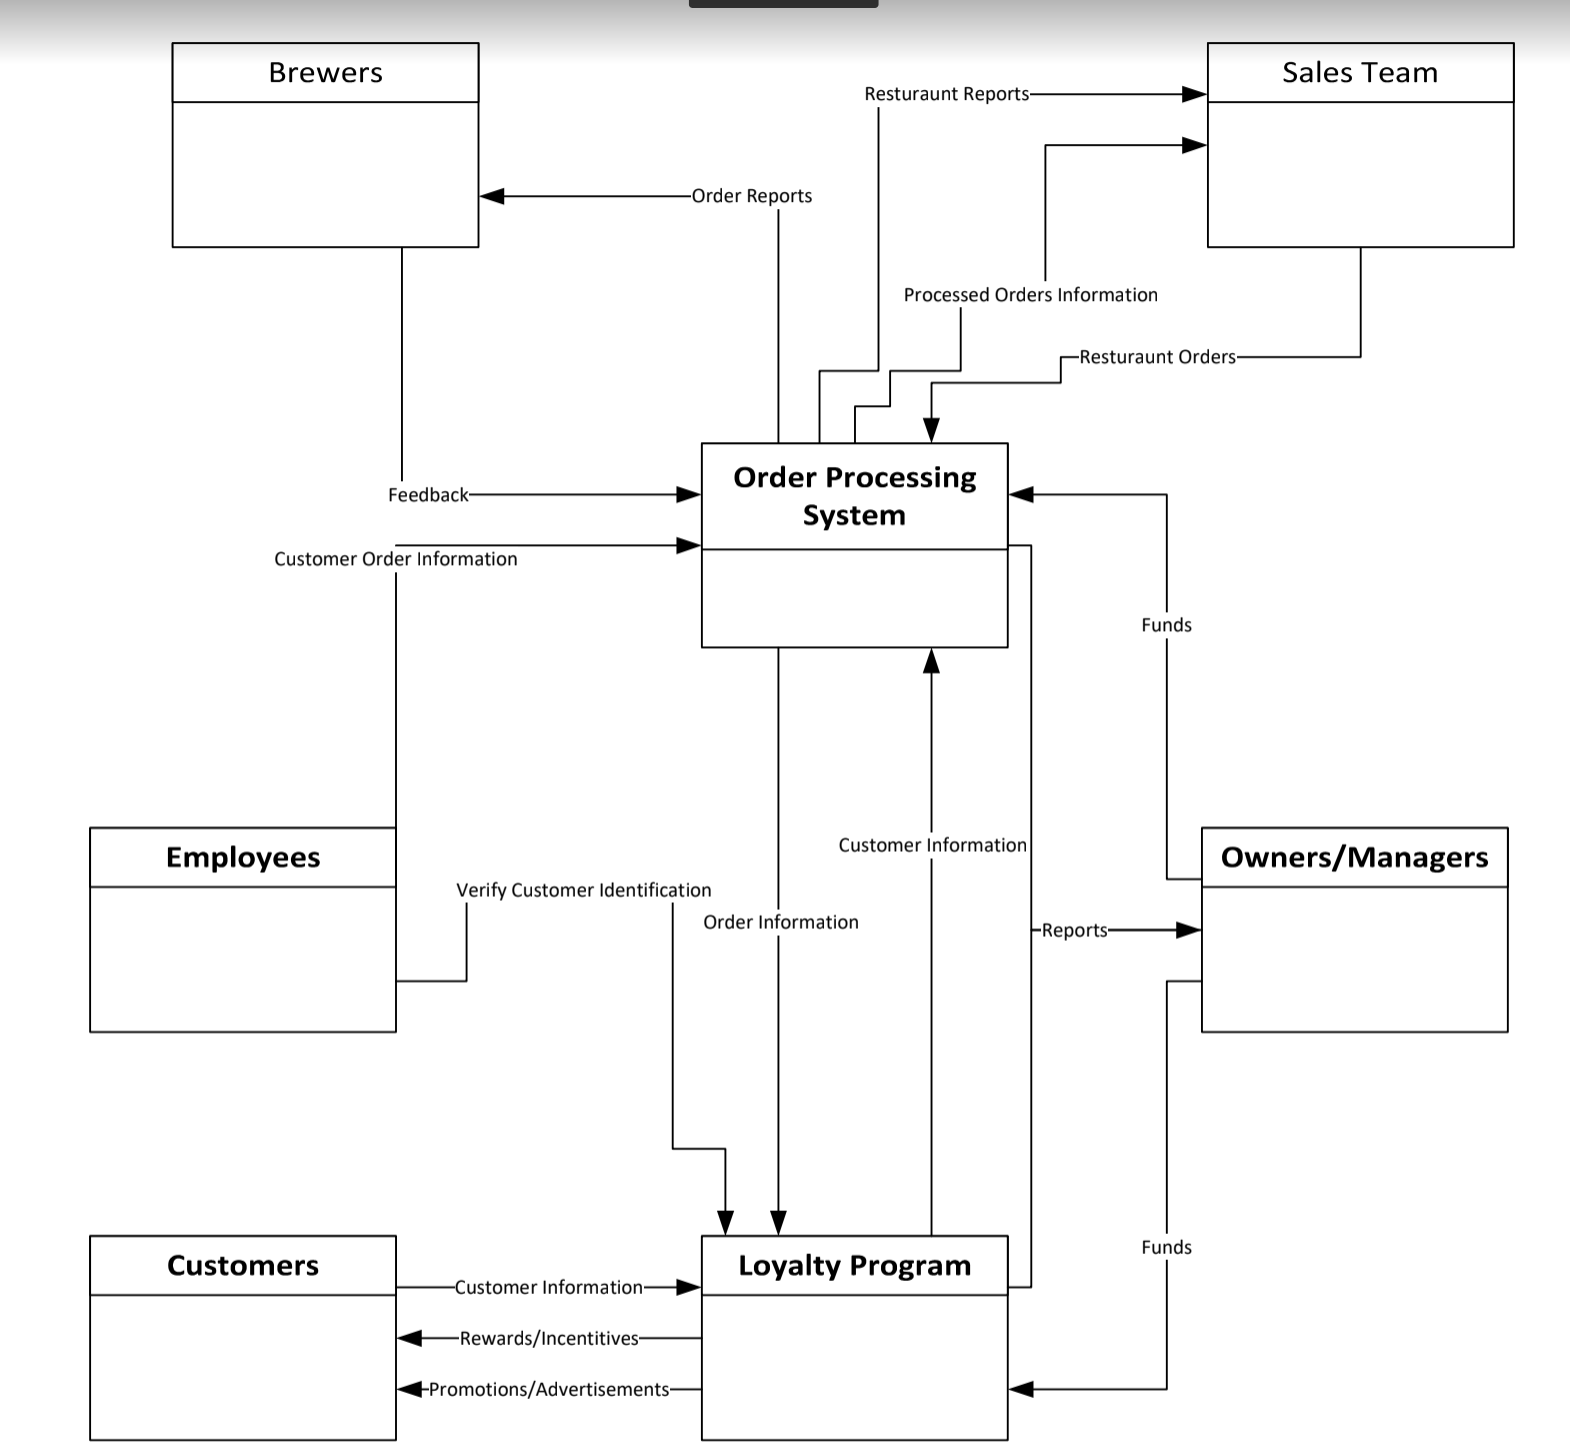 Brewers
Sales Team
Resturaunt Reports
Order Reports
Processed Orders Information
Resturaunt Orders
Order Processing
System
Feedback
Customer Order Information
Funds
Customer Information
Employees
Owners/Managers
Verify Customer Identification
Order Information
Reports
Funds
Customers
Loyalty Program
Customer Information
Rewards/Incentitives
Promotions/Advertisements